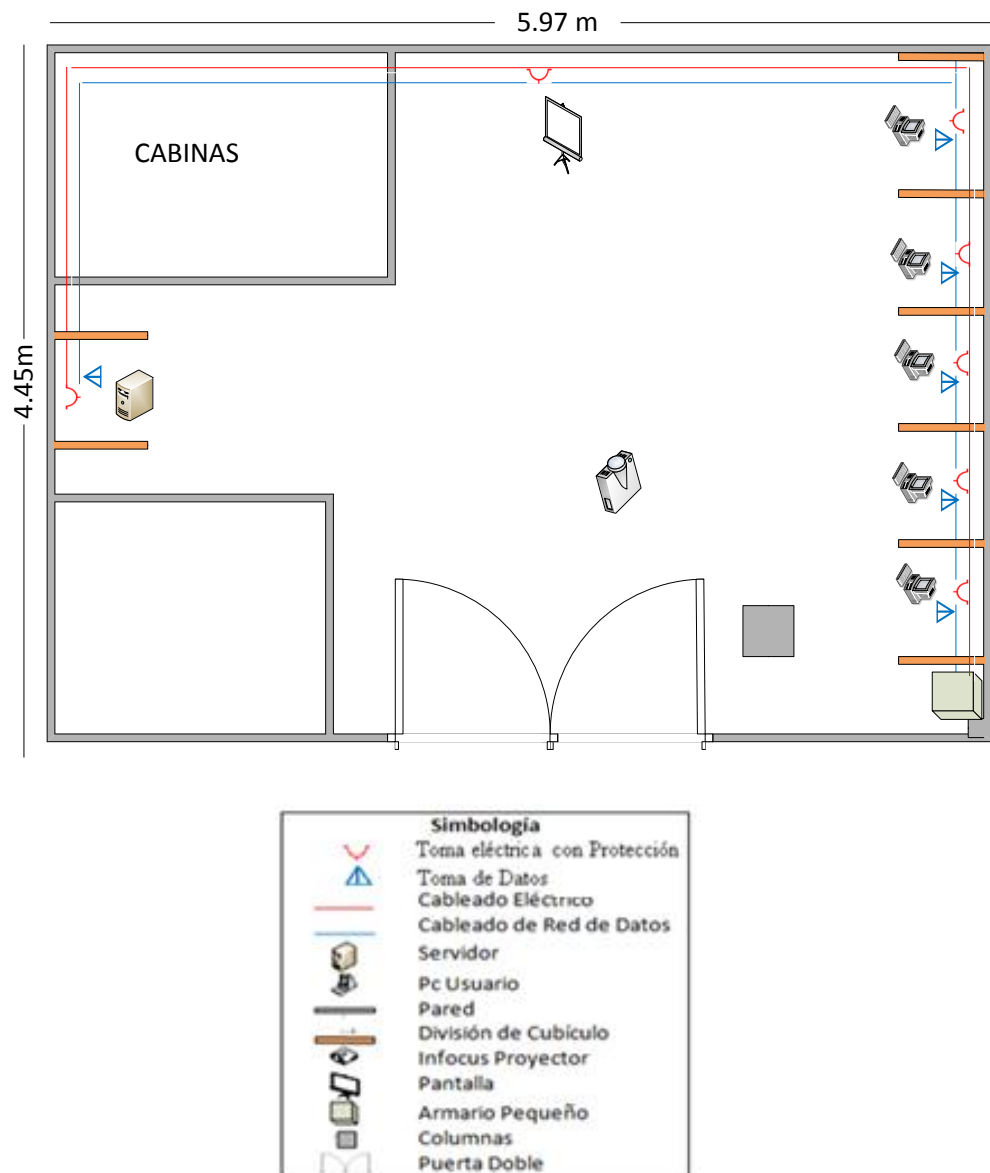 5.97 m
CABINAS
4.45m
Simbología
Toma eléctrica con Protección
Toma de Datos
Cableado Eléctrico
Cableado de Red de Datos
Servidor
Pc Usuario
Pared
División de Cubículo
Infocus Proyector
Pantalla
Armario Pequeño
Columnas
Puerta Doble